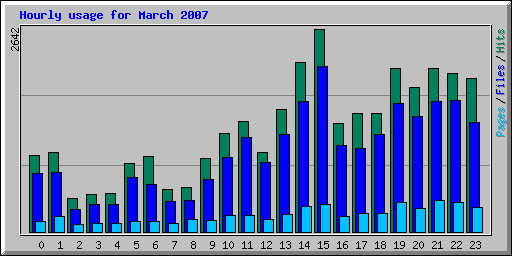 Hourly usage for March 2007
2642
Pages/Files/Hits
0 1 2 3 4 5 6 7 8 9 10 11 12 13 14 15 16 17 18 19 20 21 22 23